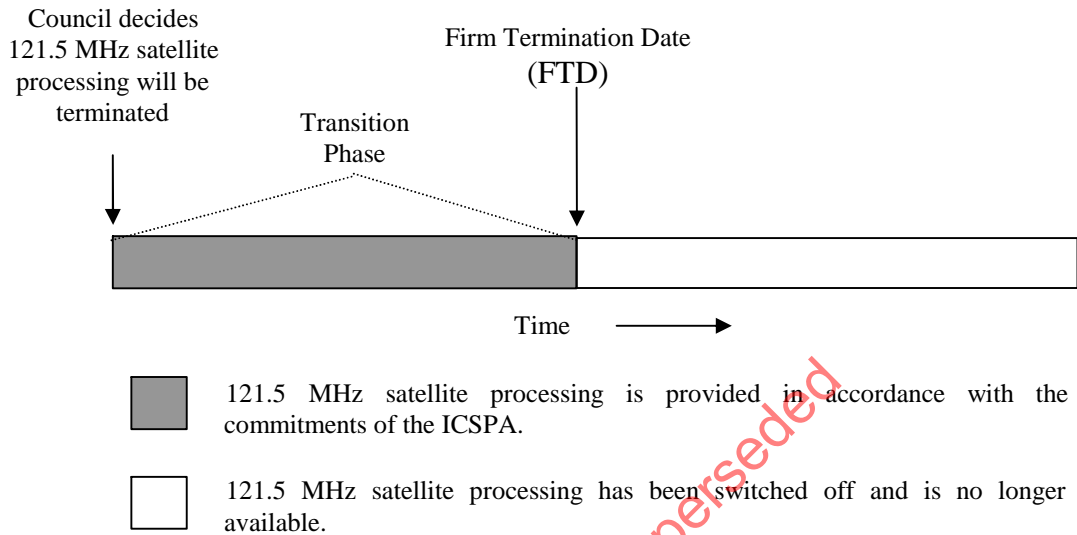 Council decides
121.5 MHz satellite
processing will be
terminated
Firm Termination Date
(FTD)
Transition
Phase
Time
121.5 MHz satellite processing is provided in accordance with the
commitments of the ICSPA.
121.5 MHz satellite processing has been switched off and is no longer
available.
perseded